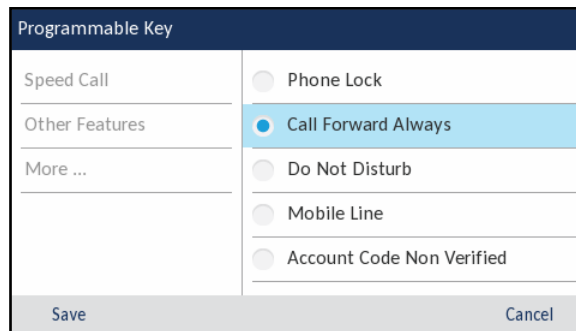 Programmable Key
Speed Call
Other Features
More ...
Phone Lock
Call Forward Always
Do Not Disturb
Mobile Line
Account Code Non Verified
Save
Cancel